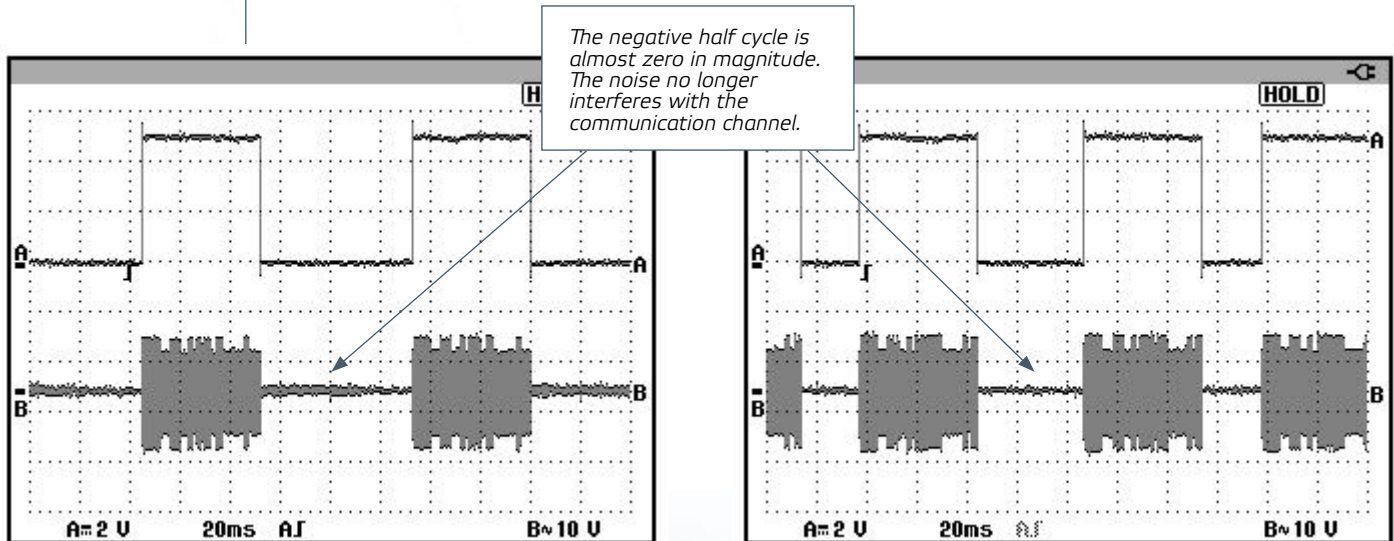 The negative half cycle is
almost zero in magnitude.
The noise no longer
interferes with the
communication channel.
HOLD
A
A
A
A
B
B
B
B
A 2 V 20ms A B~10 V
A 2 V 20ms A B~10 V